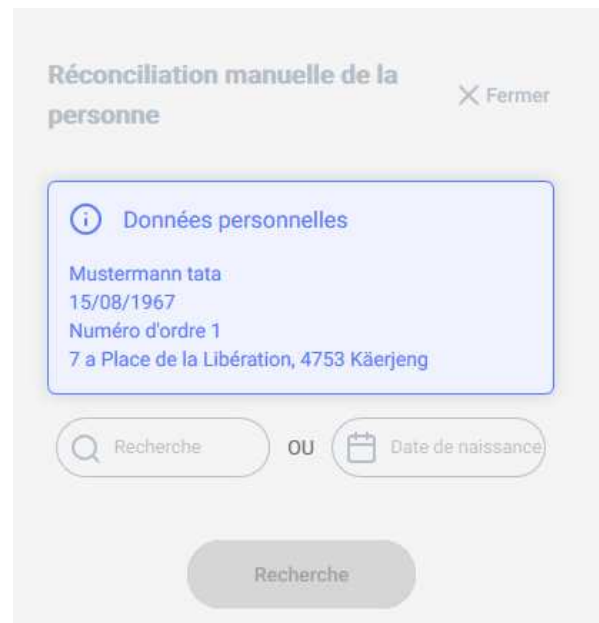 Réconciliation manuelle de la
personne
Fermer
Données personnelles
Mustermann tata
15/08/1967
Numéro d'ordre 1
7 a Place de la Libération, 4753 Käerjeng
Recherche OU Date de naissance
Recherche